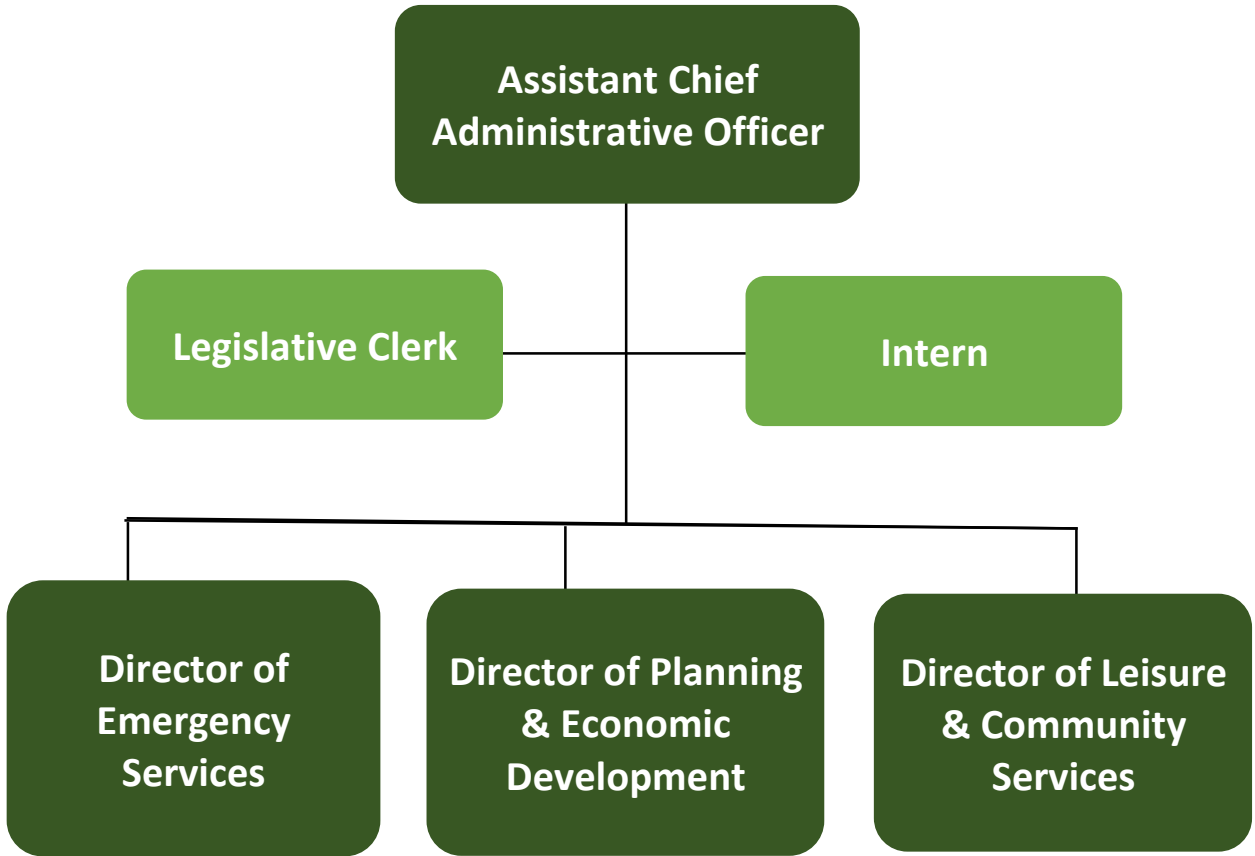 Assistant Chief
Administrative Officer
Legislative Clerk
Intern
Director of
Emergency
Services
Director of Planning
& Economic
Development
Director of Leisure
& Community
Services